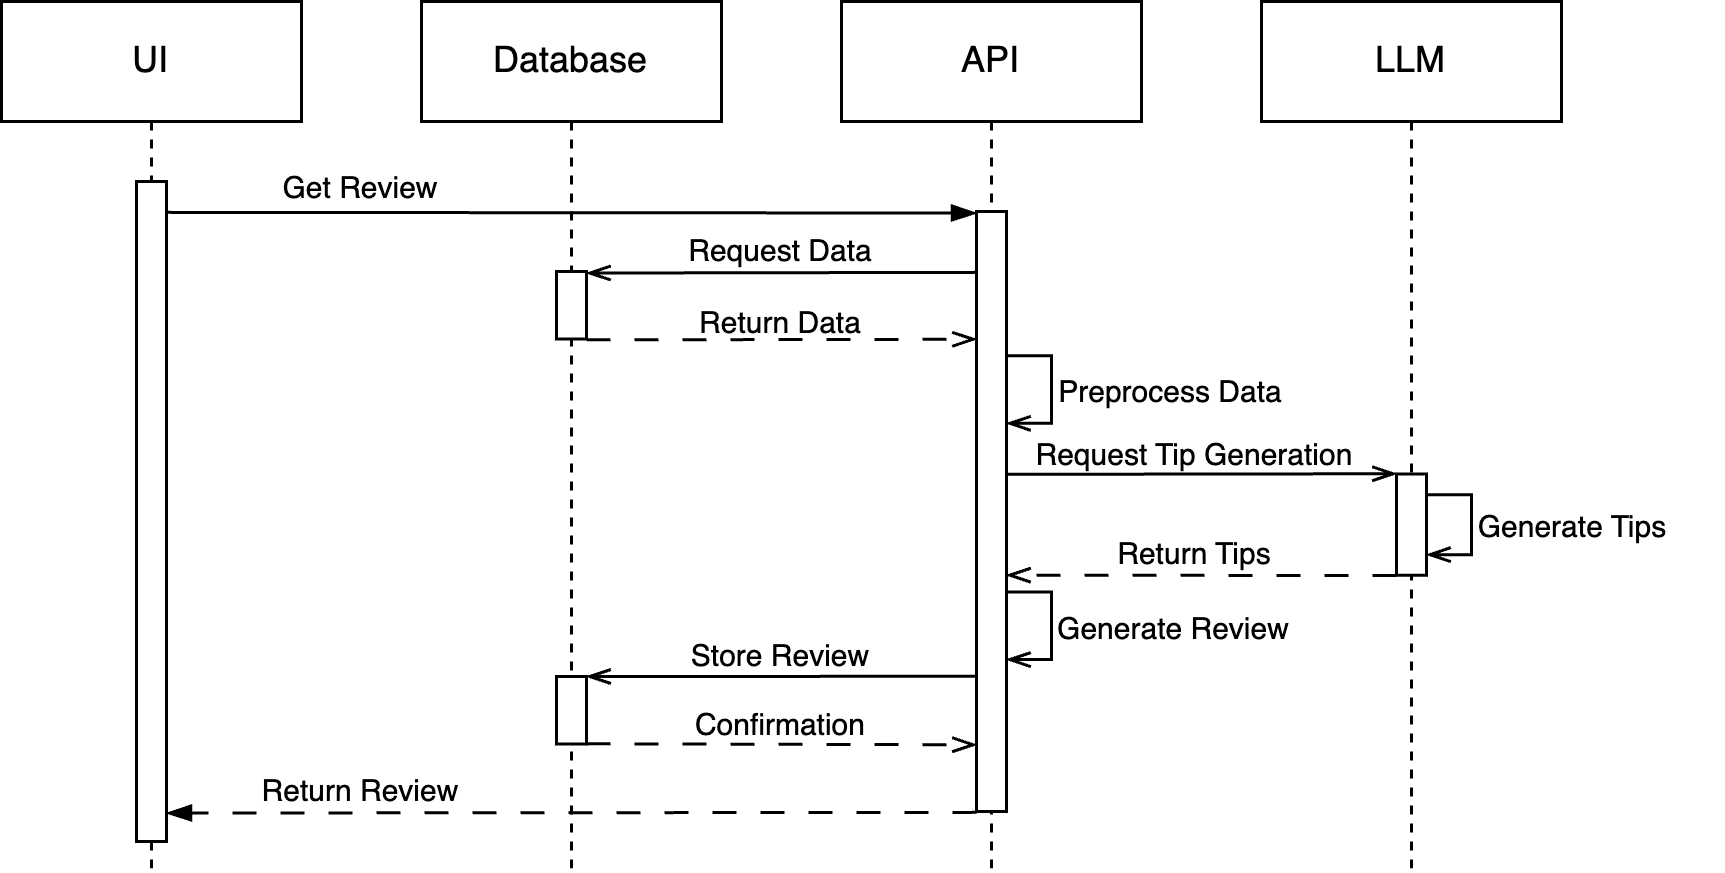 UI
Database
API
LLM
Get Review
Request Data
Return Data
Preprocess Data
Request Tip Generation
Generate Tips
Return Tips
Generate Review
Store Review
Confirmation
Return Review